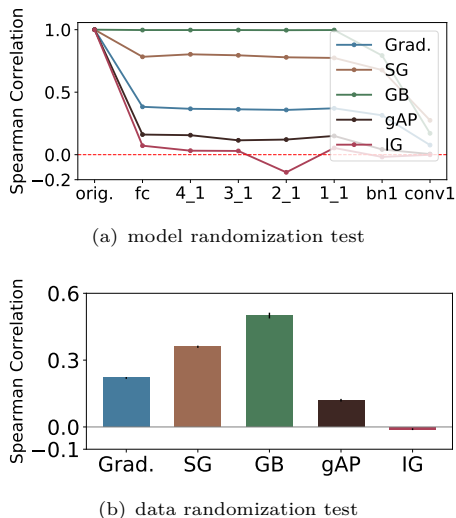 Spearman Correlation
1.0
0.0
−0.2
orig. fc 4_1 3_1 2_1 1_1 bn1 conv1
Grad.
SG
GB
gAP
IG
(a) model randomization test
Spearman Correlation
0.6
0.3
0.0
−0.1
Grad. SG GB gAP IG
(b) data randomization test